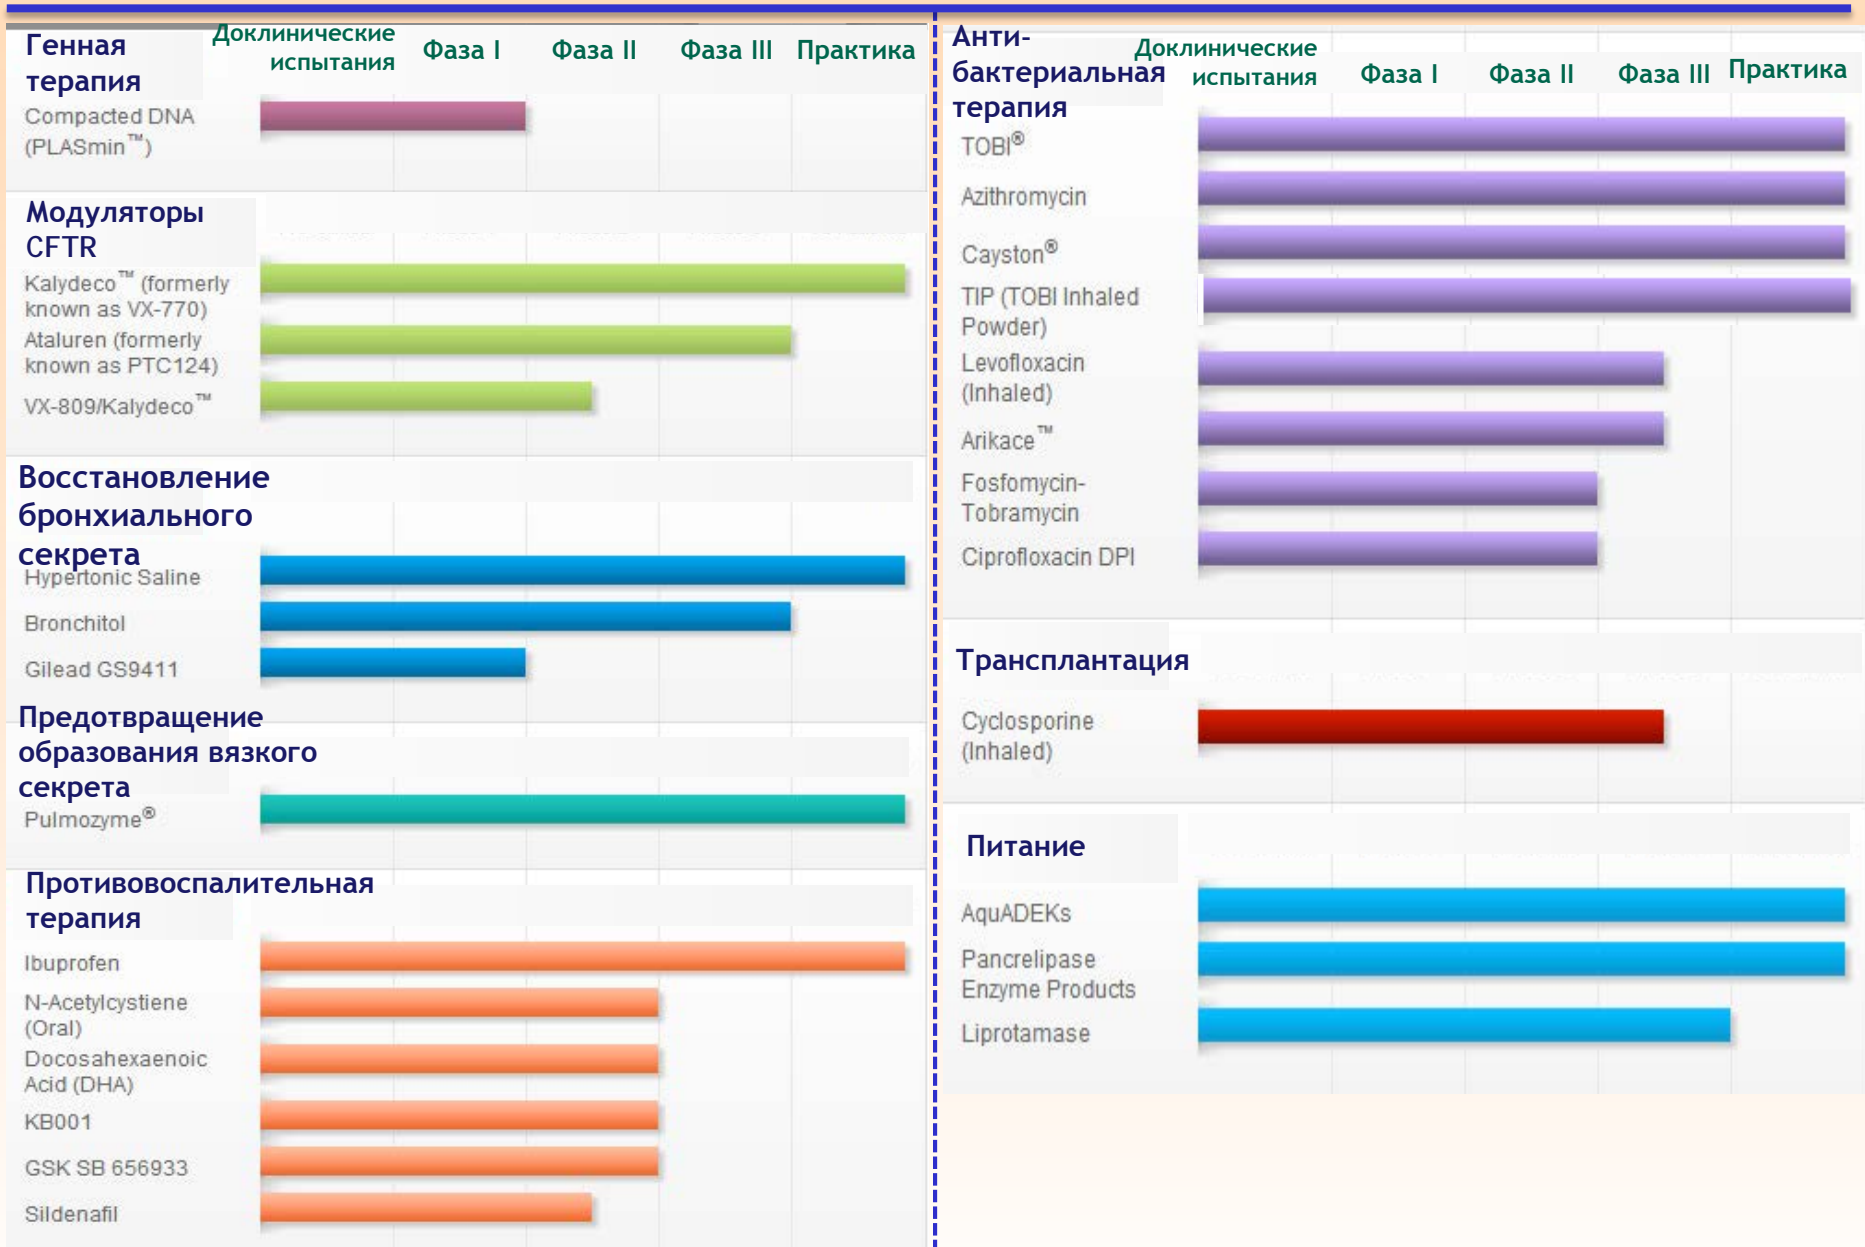 Генная
терапия
Доклинические
испытания
Фаза I
Фаза II
Фаза III
Практика
Compacted DNA
(PLASmin™)
Модуляторы
CFTR
Kalydeco™ (formerly
known as VX-770)
Ataluren (formerly
known as PTC124)
VX-809/Kalydeco™
Восстановление
бронхиального
секрета
Hypertonic Saline
Bronchitol
Gilead GS9411
Предотвращение
образования вязкого
секрета
Pulmozyme®
Противовоспалительная
терапия
Ibuprofen
N-Acetylcystiene
(Oral)
Docosahexaenoic
Acid (DHA)
KB001
GSK SB 656933
Sildenafil
Анти-
бактериальная
терапия
Доклинические
испытания
Фаза I
Фаза II
Фаза III
Практика
TOBI®
Azithromycin
Cayston®
TIP (TOBI Inhaled
Powder)
Levofloxacin
(Inhaled)
Arikace™
Fosfomycin-
Tobramycin
Ciprofloxacin DPI
Трансплантация
Cyclosporine
(Inhaled)
Питание
AquADEKs
Pancrelipase
Enzyme Products
Liprotamase